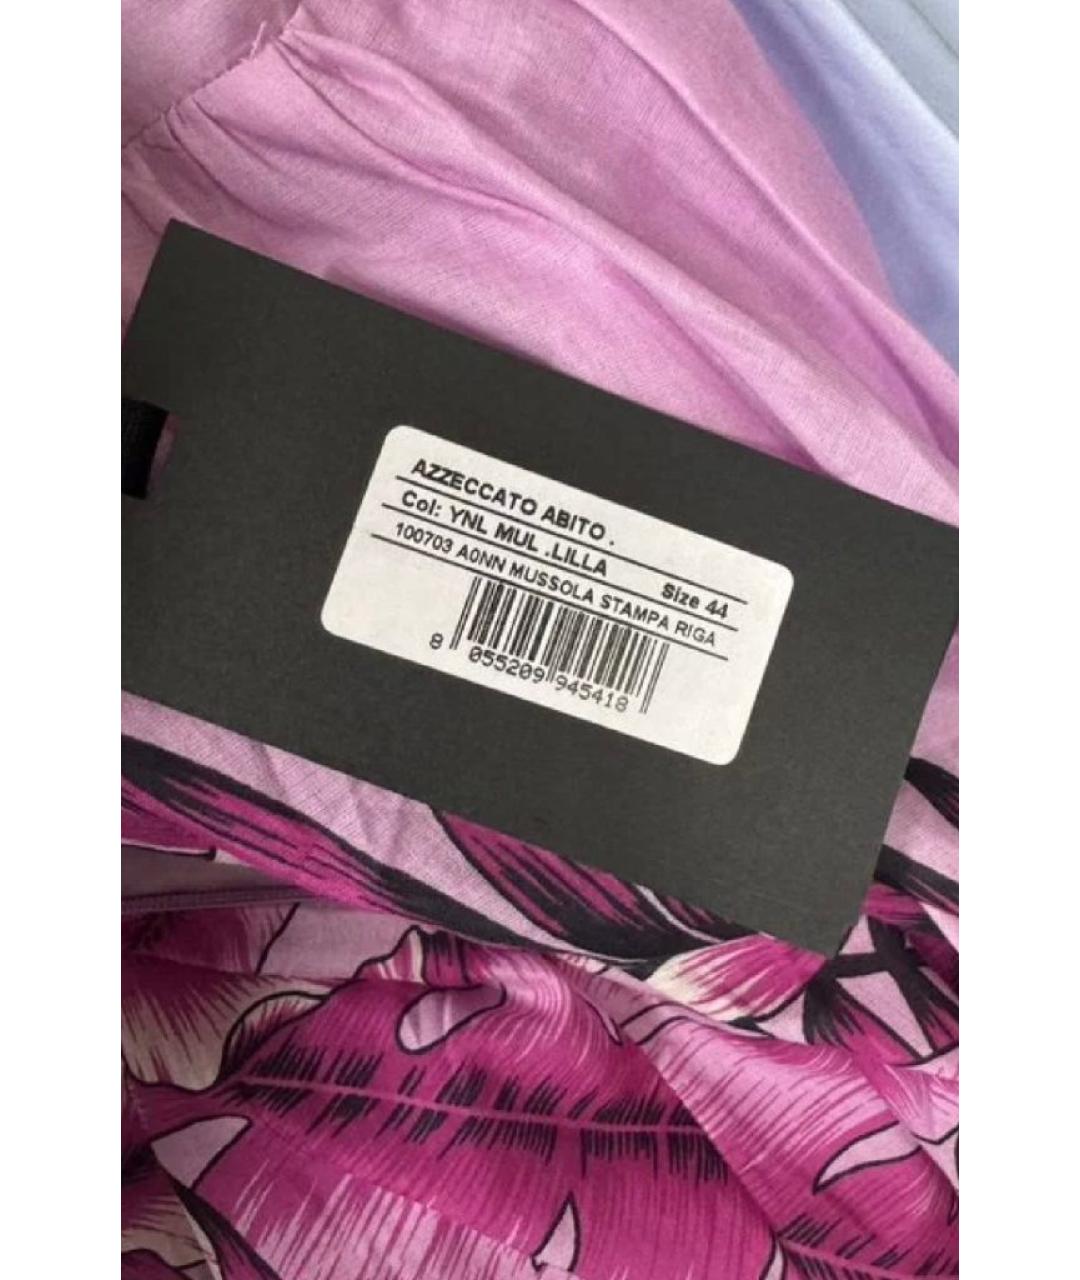 AZZECCATO ABITO .
Col: YNL MUL .LILLA Size 44
100703 A0NN MUSSOLA STAMPA RIGA
8 055209 945418